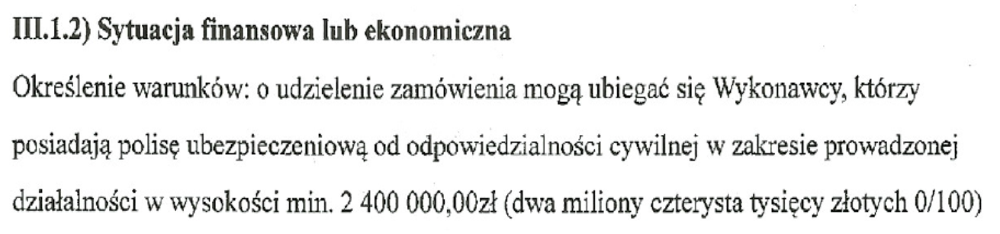 III.1.2) Sytuacja finansowa lub ekonomiczna
Określenie warunków: o udzielenie zamówienia mogą ubiegać się Wykonawcy, którzy
posiadają polisę ubezpieczeniową od odpowiedzialności cywilnej w zakresie prowadzonej
działalności w wysokości min. 2 400 000,00zł (dwa miliony czterysta tysięcy złotych 0/100)